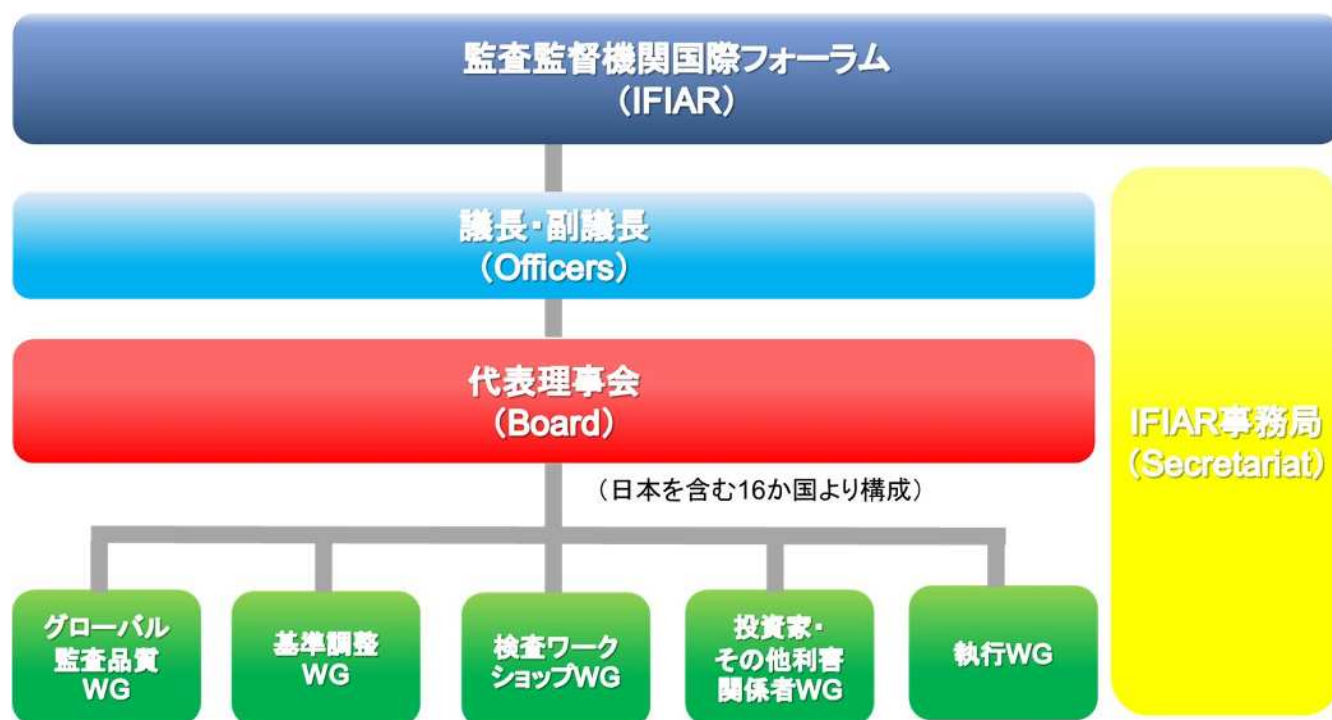 監査監督機関国際フォーラム
(IFIAR)
議長・副議長
(Officers)
代表理事会
(Board)
(日本を含む16か国より構成)
IFIAR事務局
(Secretariat)
グローバル
監査品質
WG
基準調整
WG
検査ワーク
ショップWG
投資家・
その他利害
関係者WG
執行WG